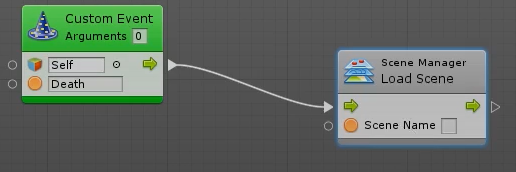 Custom Event
Arguments 0
Self
Death
Scene Manager
Load Scene
Scene Name